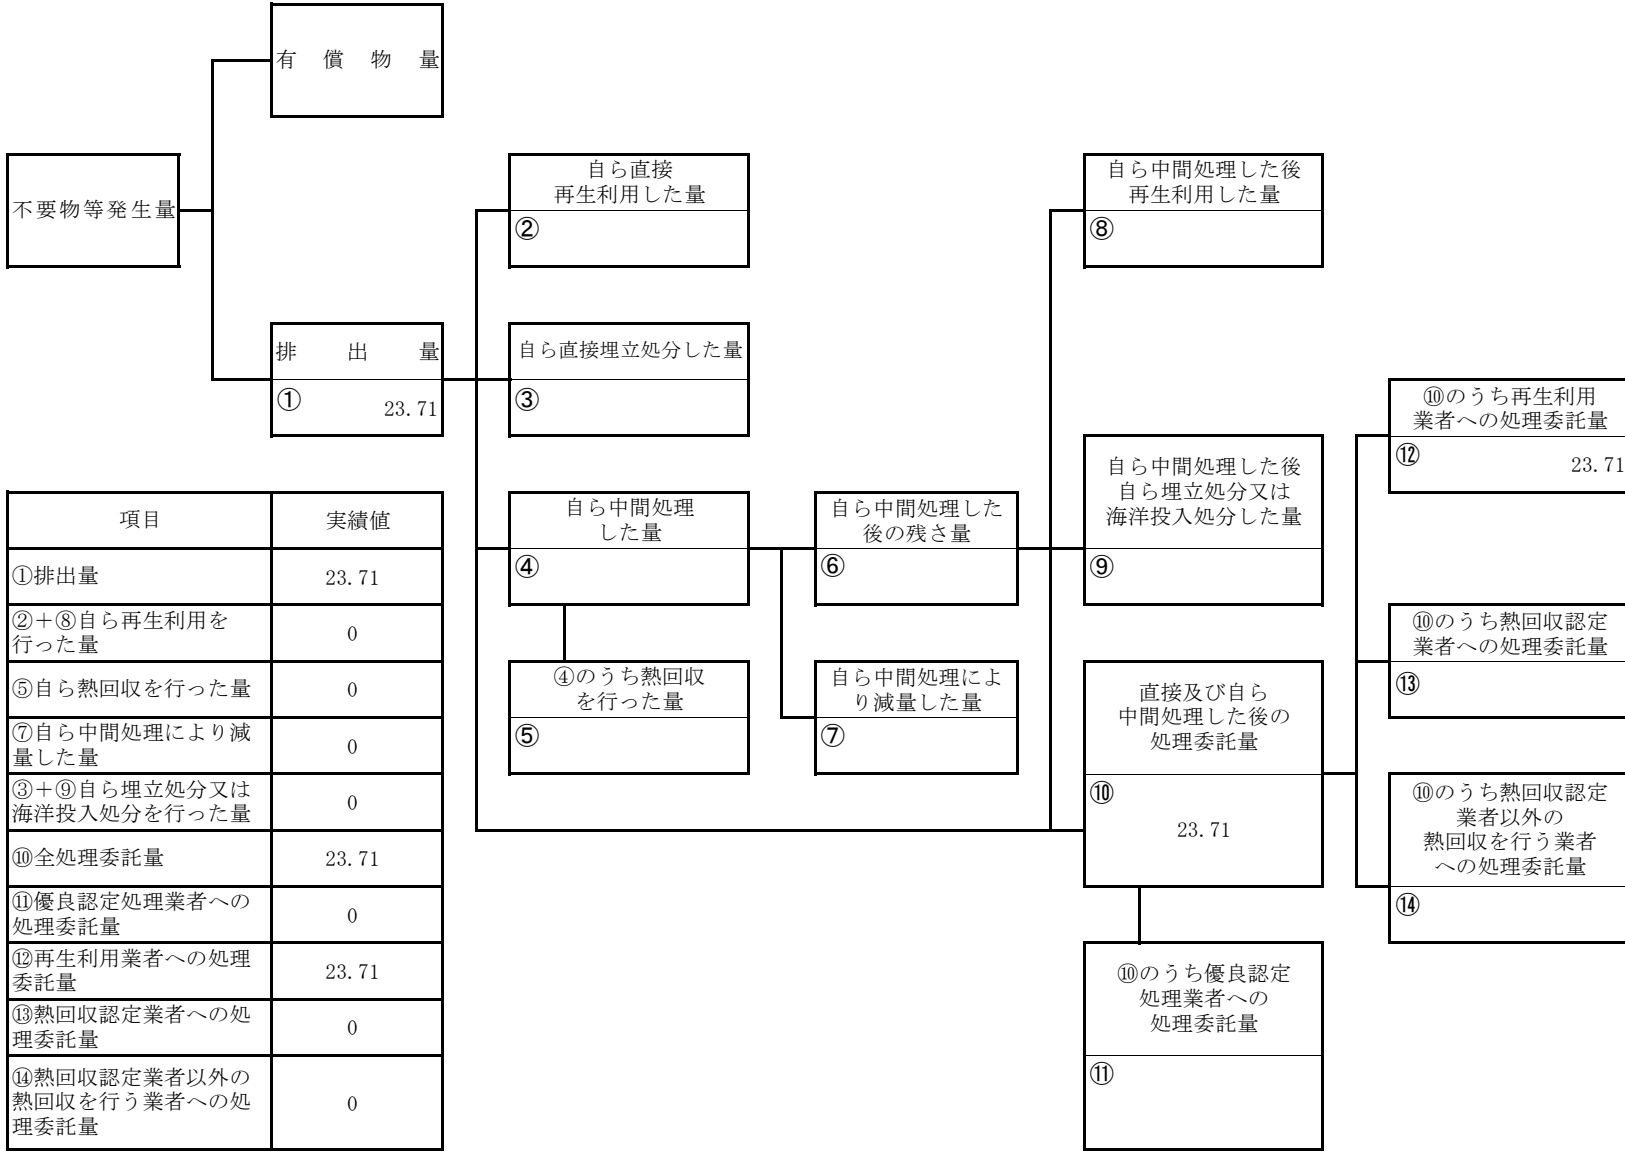 有償物量
不要物等発生量
排出量
①
23.71
自ら直接
再生利用した量
②
自ら直接埋立処分した量
③
自ら中間処理
した量
④
④のうち熱回収
を行った量
⑤
自ら中間処理した
後の残さ量
⑥
自ら中間処理によ
り減量した量
⑦
自ら中間処理した後
再生利用した量
⑧
自ら中間処理した後
自ら埋立処分又は
海洋投入処分した量
⑨
直接及び自ら
中間処理した後の
処理委託量
⑩
23.71
⑩のうち優良認定
処理業者への
処理委託量
⑪
⑩のうち再生利用
業者への処理委託量
⑫
23.71
⑩のうち熱回収認定
業者への処理委託量
⑬
⑩のうち熱回収認定
業者以外の
熱回収を行う業者
への処理委託量
⑭
項目 実績値
①排出量 23.71
②＋⑧自ら再生利用を
行った量 0
⑤自ら熱回収を行った量 0
⑦自ら中間処理により減
量した量 0
③＋⑨自ら埋立処分又は
海洋投入処分を行った量 0
⑩全処理委託量 23.71
⑪優良認定処理業者への
処理委託量 0
⑫再生利用業者への処理
委託量 23.71
⑬熱回収認定業者への処
理委託量 0
⑭熱回収認定業者以外の
熱回収を行う業者への処
理委託量 0